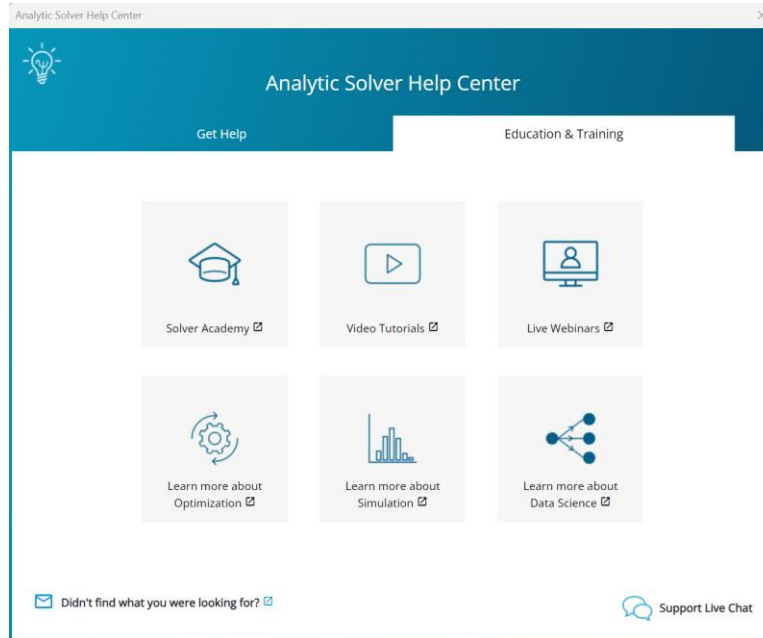 Analytic Solver Help Center
Analytic Solver Help Center
Get Help
Education & Training
Solver Academy
Video Tutorials
Live Webinars
Learn more about
Optimization
Learn more about
Simulation
Learn more about
Data Science
Didn't find what you were looking for?
Support Live Chat